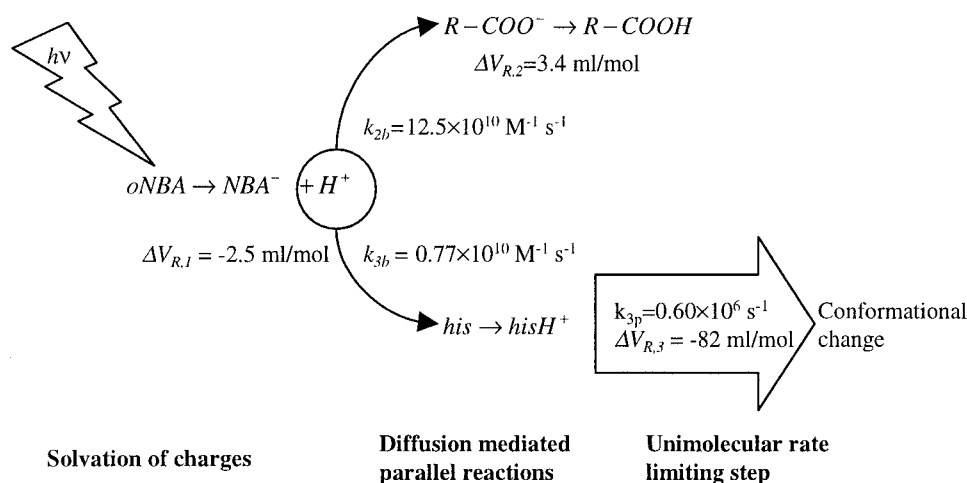 R – COO⁻ → R – COOH
hν
ΔV_R,2=3.4 ml/mol
k_2b=12.5×10¹⁰ M⁻¹ s⁻¹
oNBA → NBA⁻ + H⁺
ΔV_R,1 = -2.5 ml/mol
k_3b = 0.77×10¹⁰ M⁻¹ s⁻¹
k_3p=0.60×10⁶ s⁻¹
ΔV_R,3 = -82 ml/mol
Conformational
change
his → hisH⁺
Solvation of charges
Diffusion mediated
parallel reactions
Unimolecular rate
limiting step